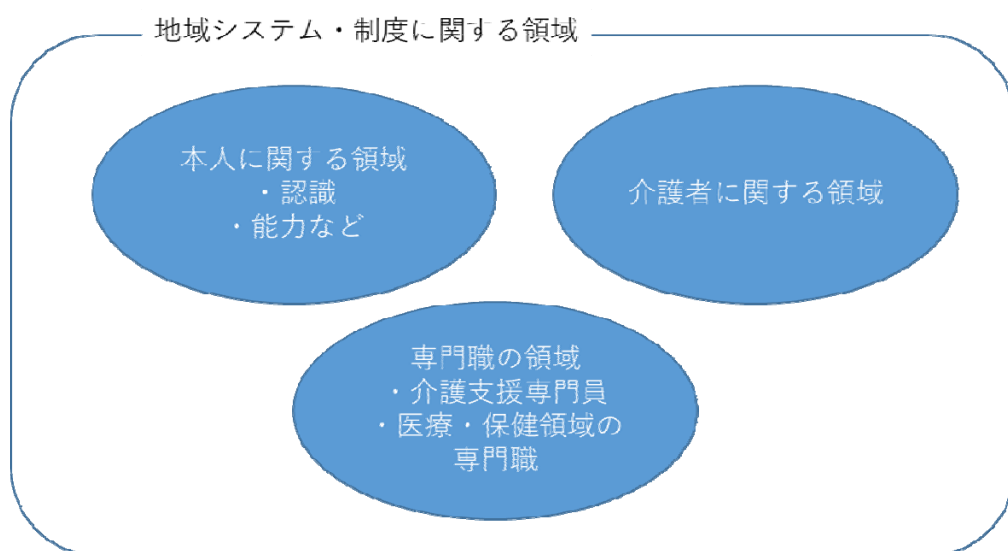 地域システム・制度に関する領域
本人に関する領域
・認識
・能力など
介護者に関する領域
専門職の領域
・介護支援専門員
・医療・保健領域の
専門職